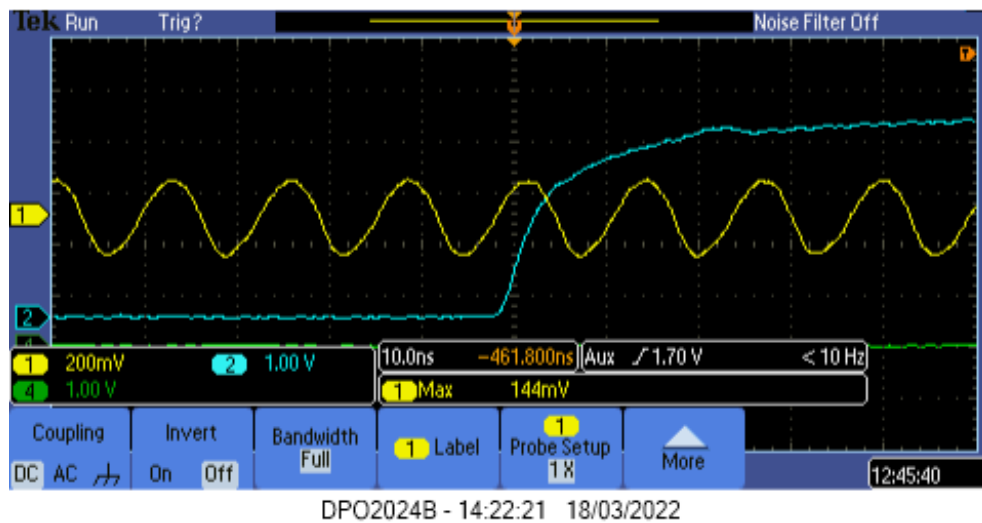 Tek Run Trig? Noise Filter Off
T
T
1
2
4
1 200mV 2 1.00 V 10.0ns −461.800ns Aux 1.70 V < 10 Hz
4 1.00 V 1 Max 144mV
Coupling Invert Bandwidth 1 Label 1 Probe Setup More
DC AC On Off Full 1X
12:45:40
DPO2024B - 14:22:21 18/03/2022